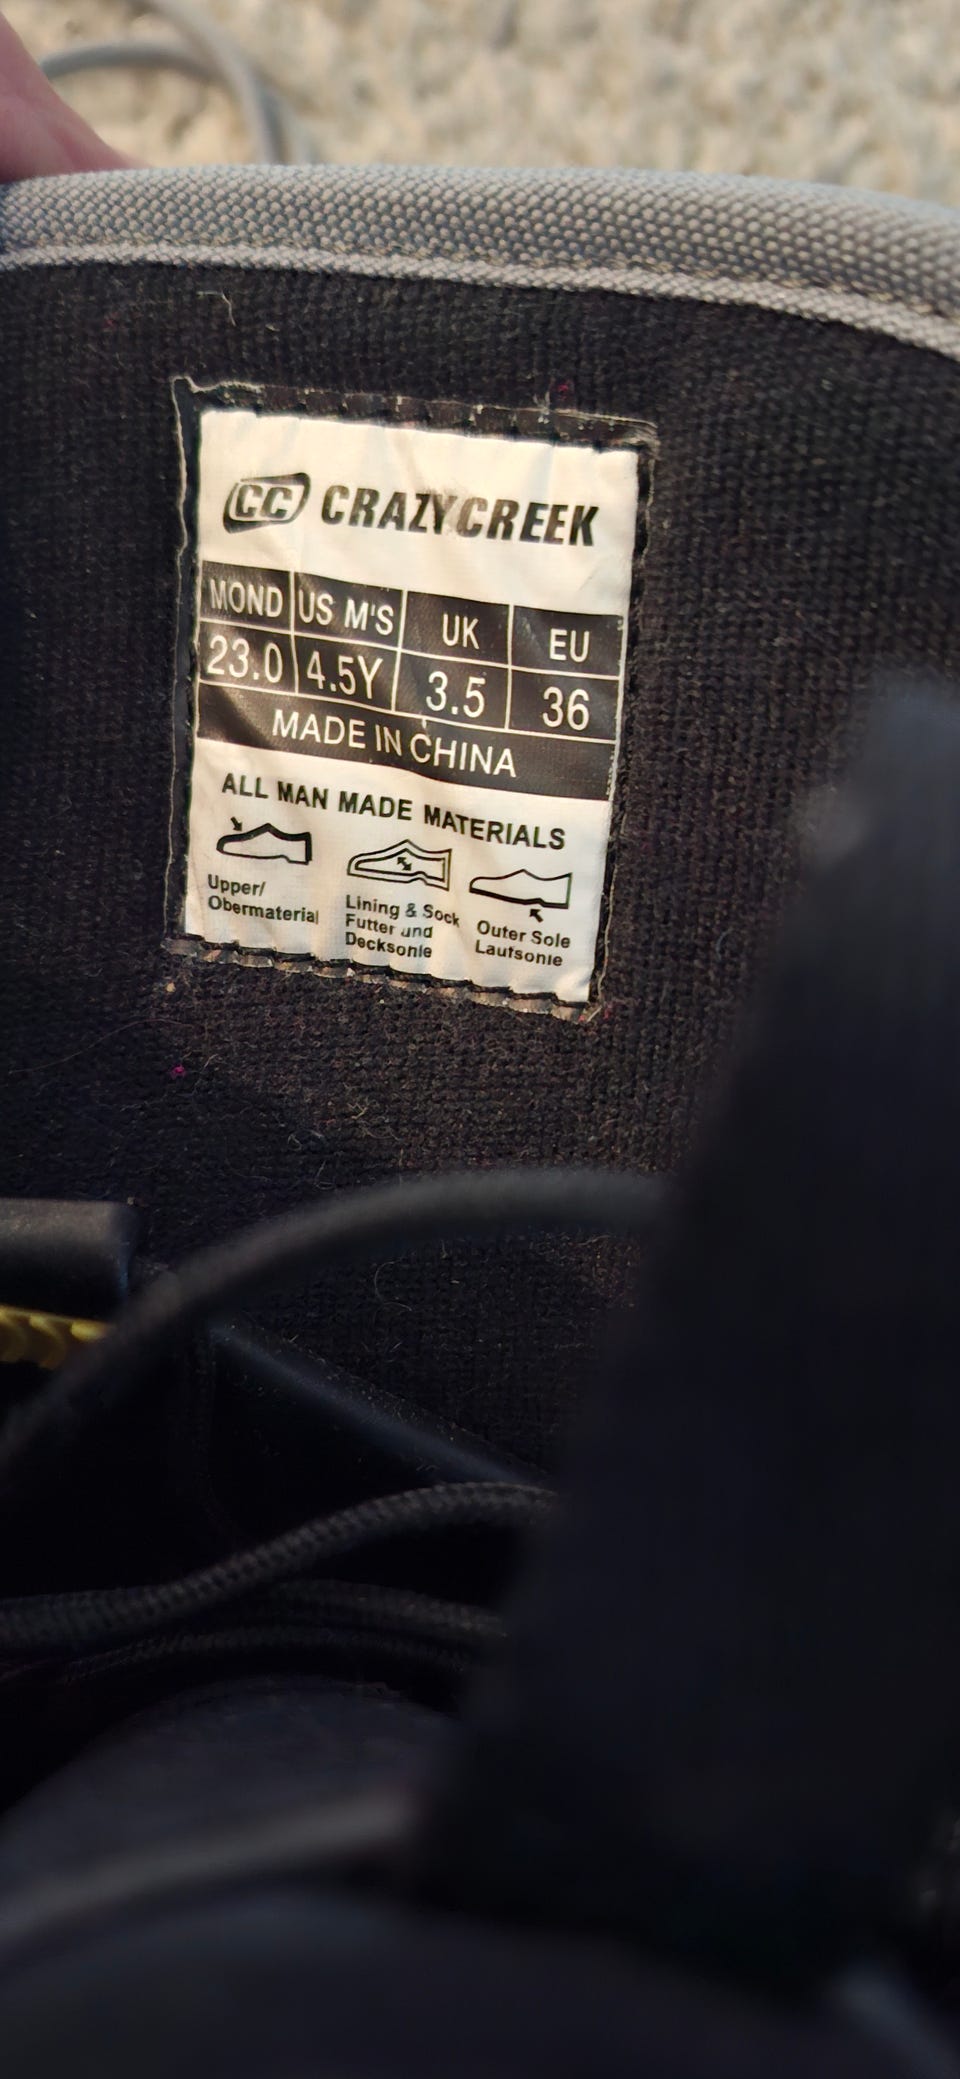 CC CRAZYCREEK
MOND US M'S UK EU
23.0 4.5Y 3.5 36
MADE IN CHINA
ALL MAN MADE MATERIALS
Upper/
Obermaterial
Lining & Sock
Futter und
Decksonle
Outer Sole
Laufsonle